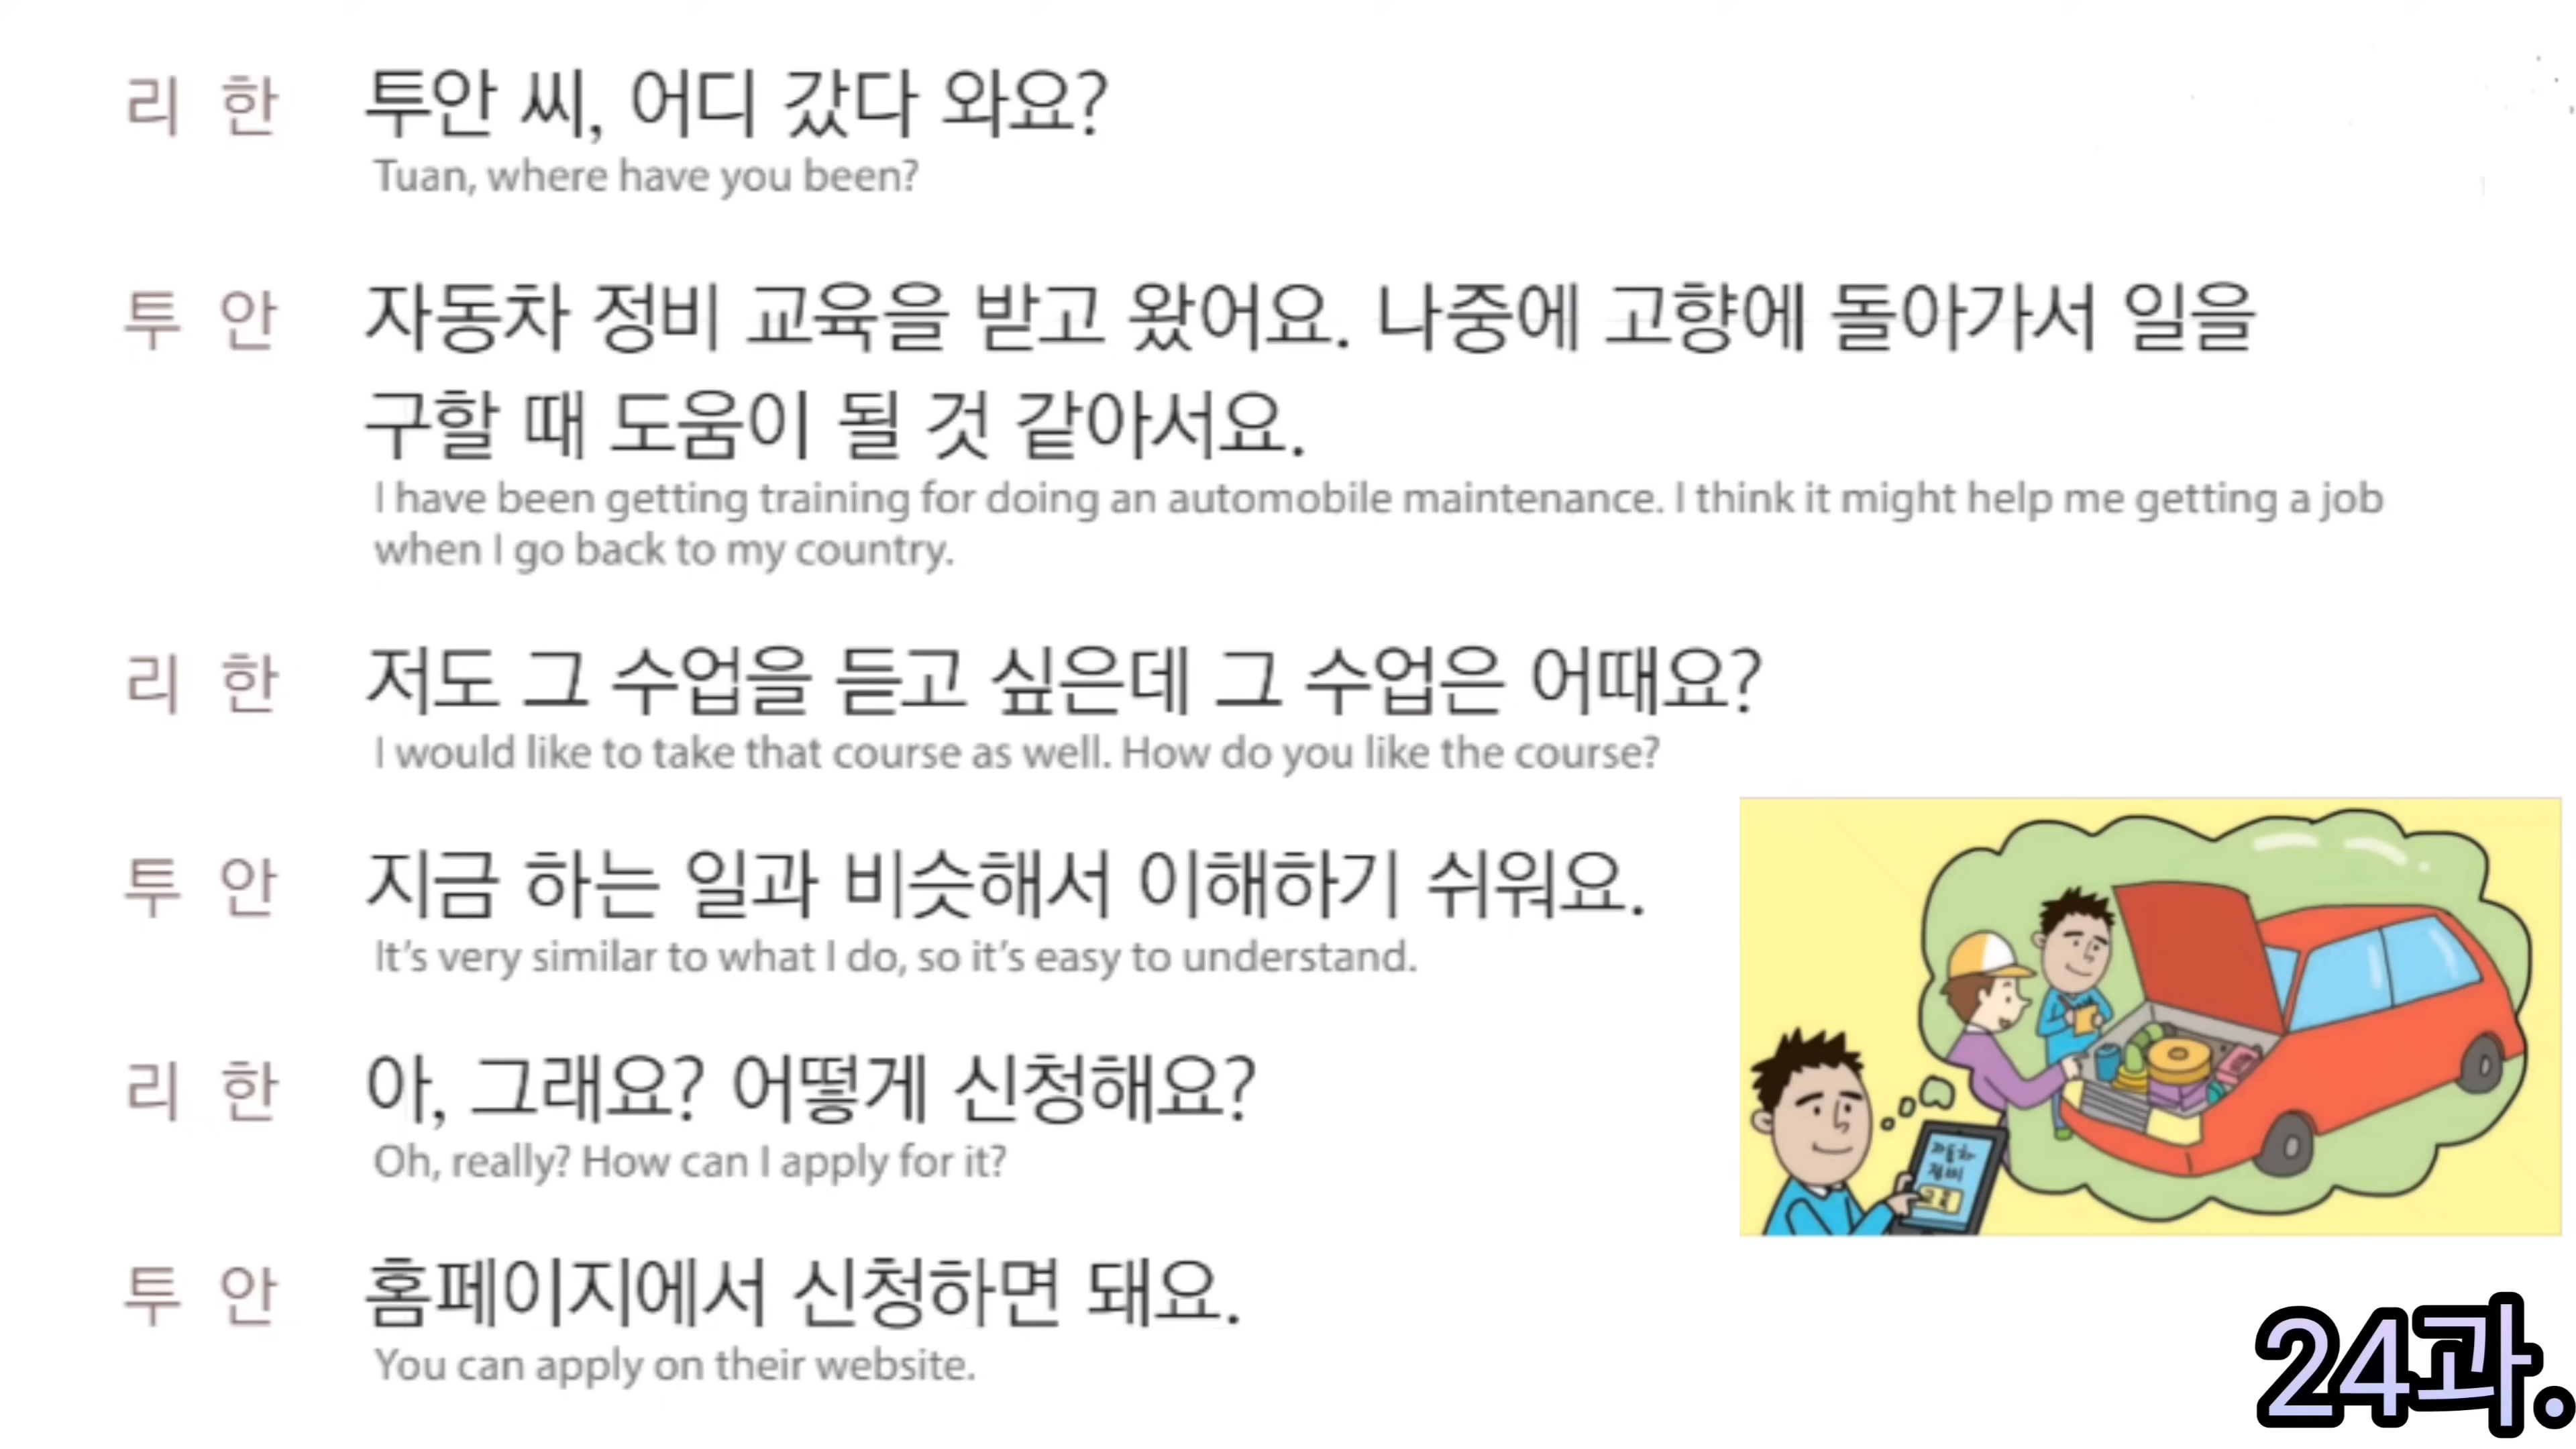 리 한 투안 씨, 어디 갔다 와요?
Tuan, where have you been?
투 안 자동차 정비 교육을 받고 왔어요. 나중에 고향에 돌아가서 일을
구할 때 도움이 될 것 같아서요.
I have been getting training for doing an automobile maintenance. I think it might help me getting a job
when I go back to my country.
리 한 저도 그 수업을 듣고 싶은데 그 수업은 어때요?
I would like to take that course as well. How do you like the course?
투 안 지금 하는 일과 비슷해서 이해하기 쉬워요.
It's very similar to what I do, so it's easy to understand.
리 한 아, 그래요? 어떻게 신청해요?
Oh, really? How can I apply for it?
자동차
정비
투 안 홈페이지에서 신청하면 돼요.
You can apply on their website.
24과.